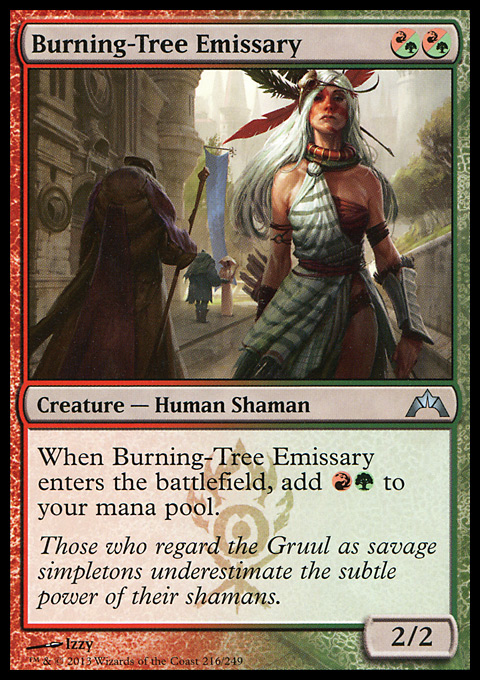 Burning-Tree Emissary
Creature — Human Shaman
When Burning-Tree Emissary
enters the battlefield, add to
your mana pool.
Those who regard the Gruul as savage
simpletons underestimate the subtle
power of their shamans.
Izzy
2/2
™ & © 2013 Wizards of the Coast 216/249